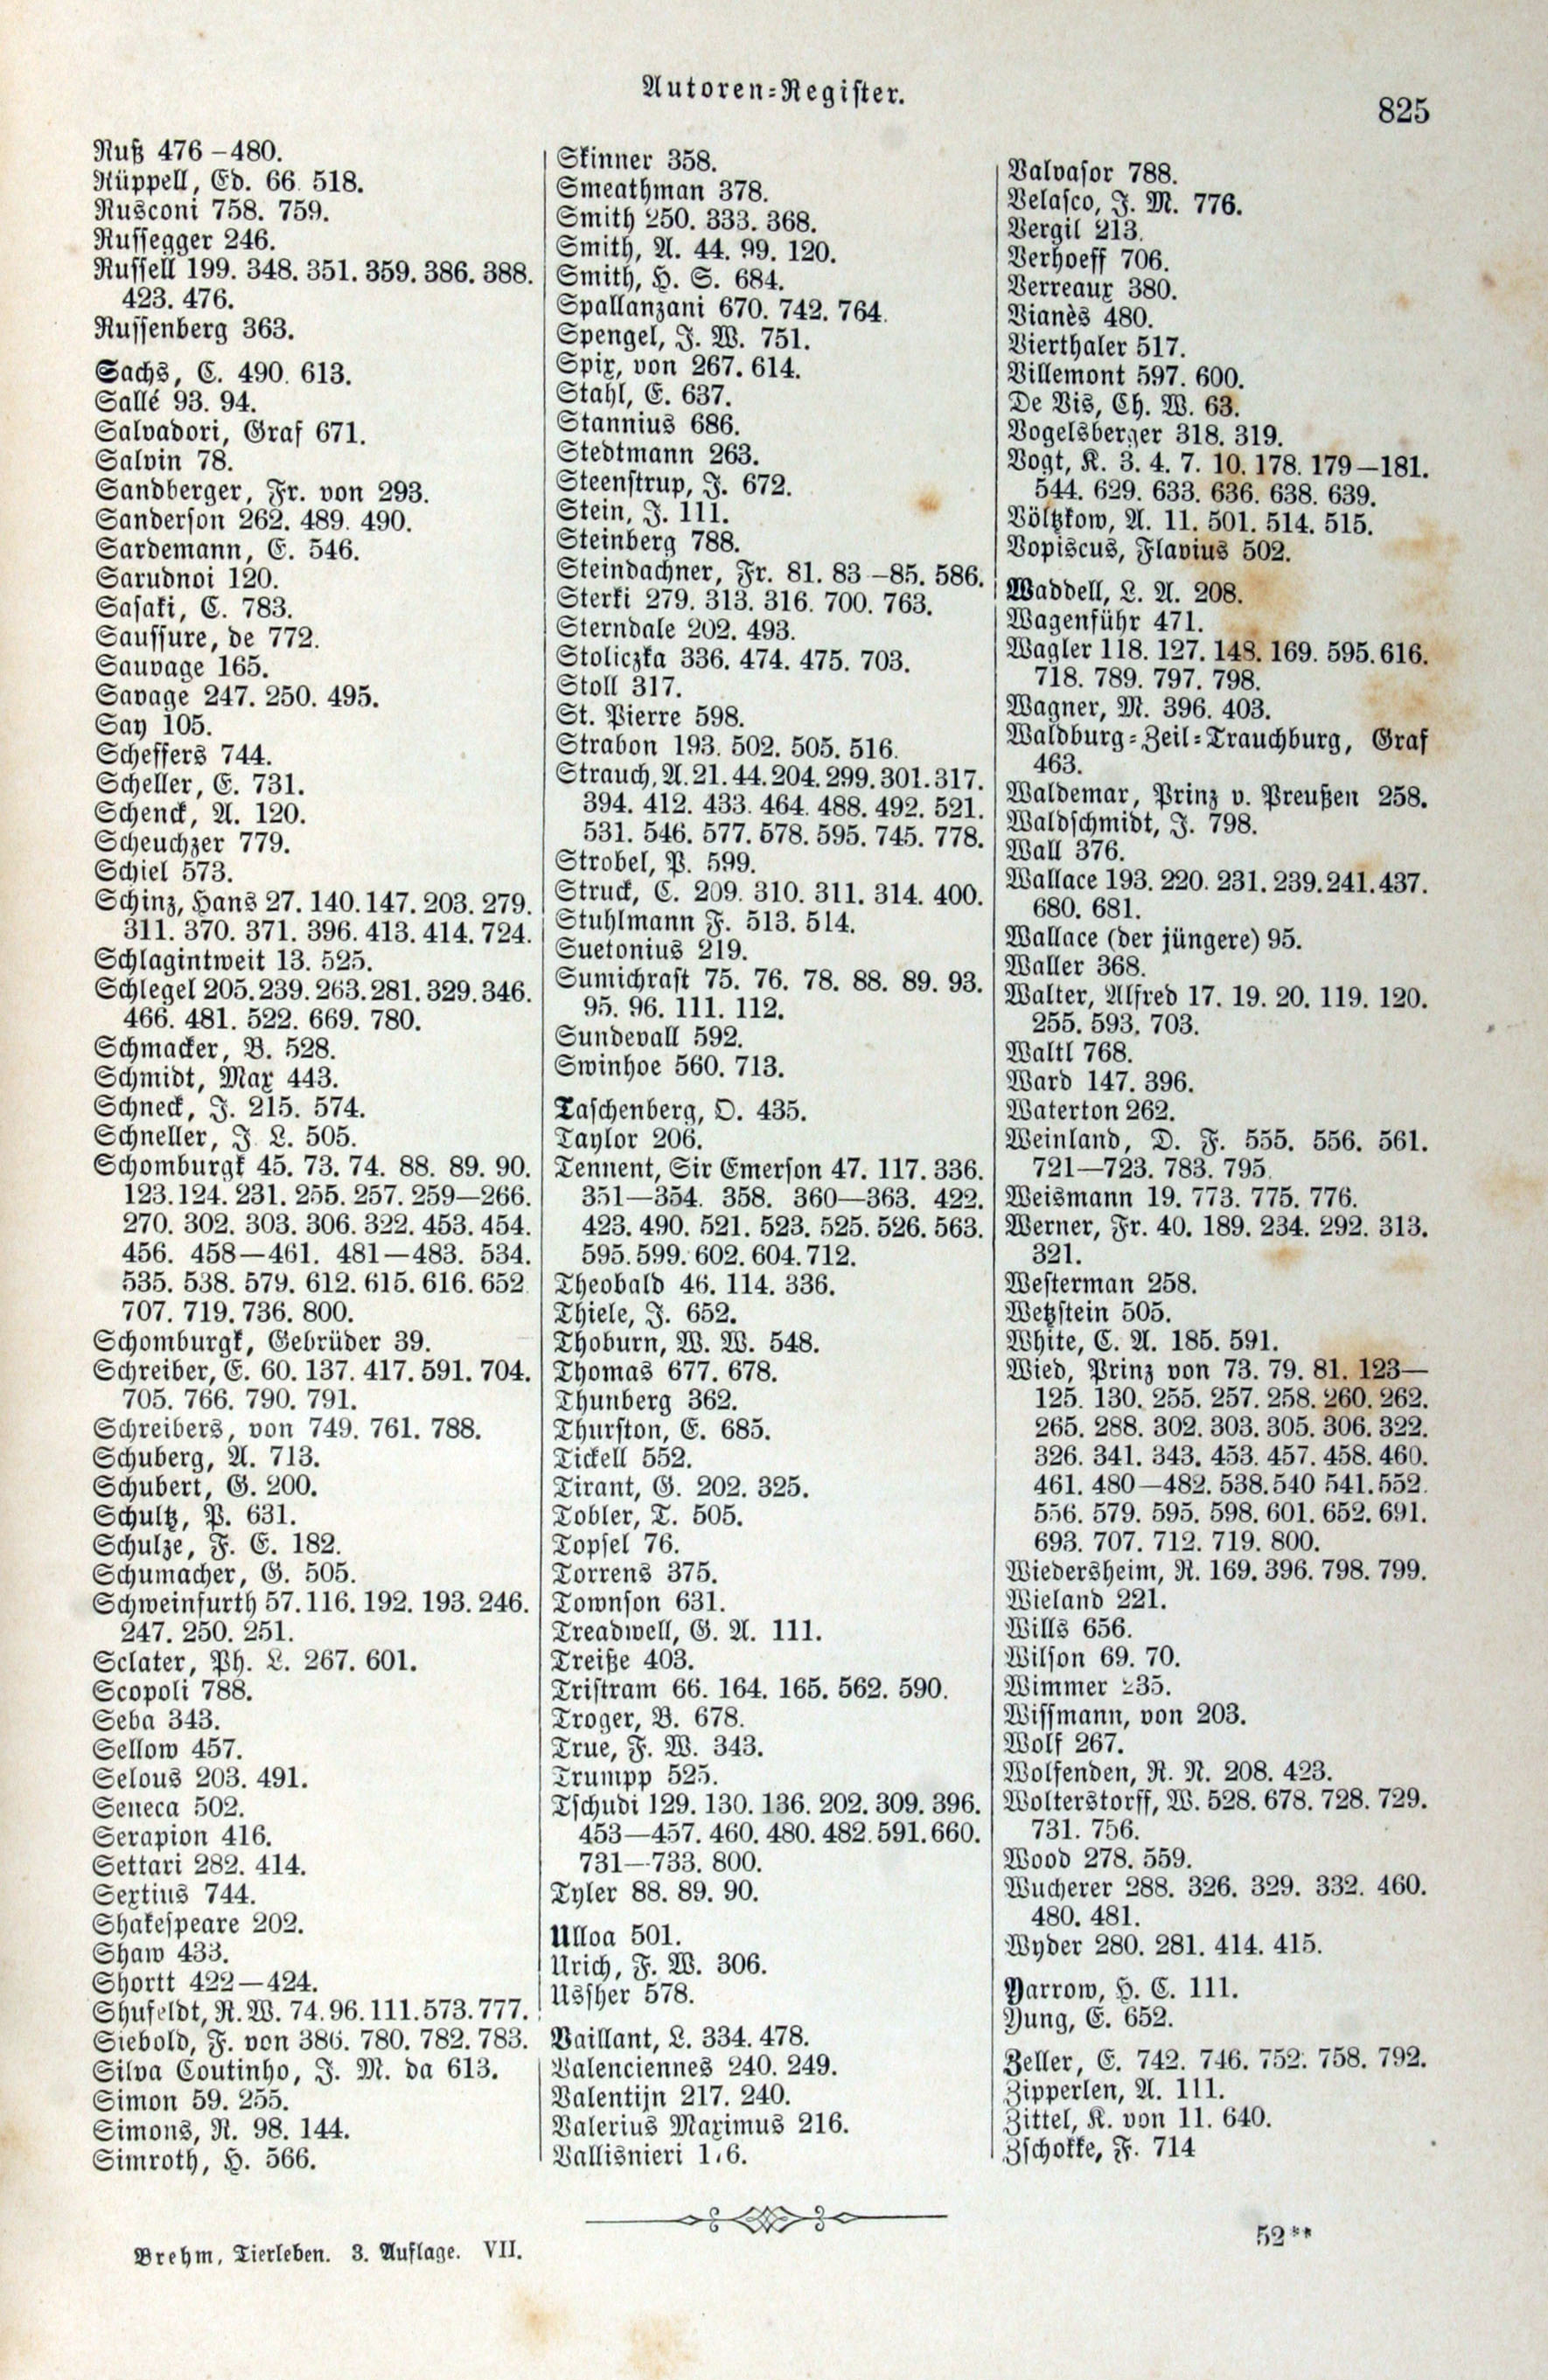 Autoren-Register.
825
Ruß 476–480.
Rüppell, Ed. 66. 518.
Rusconi 758. 759.
Russegger 246.
Russell 199. 348. 351. 359. 386. 388.
423. 476.
Russenberg 363.
Sachs, C. 490. 613.
Sallé 93. 94.
Salvadori, Graf 671.
Salvin 78.
Sandberger, Fr. von 293.
Sanderson 262. 489. 490.
Sardemann, E. 546.
Sarudnoi 120.
Sasaki, C. 783.
Saussure, de 772.
Sauvage 165.
Savage 247. 250. 495.
Say 105.
Scheffers 744.
Scheller, E. 731.
Schenck, A. 120.
Scheuchzer 779.
Schiel 573.
Schinz, Hans 27. 140. 147. 203. 279.
311. 370. 371. 396. 413. 414. 724.
Schlagintweit 13. 525.
Schlegel 205. 239. 263. 281. 329. 346.
466. 481. 522. 669. 780.
Schmacker, B. 528.
Schmidt, Max 443.
Schneck, J. 215. 574.
Schneller, J. L. 505.
Schomburgk 45. 73. 74. 88. 89. 90.
123. 124. 231. 255. 257. 259—266.
270. 302. 303. 306. 322. 453. 454.
456. 458—461. 481—483. 534.
535. 538. 579. 612. 615. 616. 652
707. 719. 736. 800.
Schomburgk, Gebrüder 39.
Schreiber, E. 60. 137. 417. 591. 704.
705. 766. 790. 791.
Schreibers, von 749. 761. 788.
Schuberg, A. 713.
Schubert, G. 200.
Schultz, P. 631.
Schulze, F. E. 182.
Schumacher, G. 505.
Schweinfurth 57. 116. 192. 193. 246.
247. 250. 251.
Sclater, Ph. L. 267. 601.
Scopoli 788.
Seba 343.
Sellow 457.
Selous 203. 491.
Seneca 502.
Serapion 416.
Settari 282. 414.
Sextius 744.
Shakespeare 202.
Shaw 433.
Shortt 422—424.
Shufeldt, R. W. 74. 96. 111. 573. 777.
Siebold, F. von 386. 780. 782. 783.
Silva Coutinho, J. M. da 613.
Simon 59. 255.
Simons, R. 98. 144.
Simroth, H. 566.
Skinner 358.
Smeathman 378.
Smith 250. 333. 368.
Smith, A. 44. 99. 120.
Smith, H. S. 684.
Spallanzani 670. 742. 764.
Spengel, J. W. 751.
Spix, von 267. 614.
Stahl, E. 637.
Stannius 686.
Stedtmann 263.
Steenstrup, J. 672.
Stein, J. 111.
Steinberg 788.
Steindachner, Fr. 81. 83–85. 586.
Sterki 279. 313. 316. 700. 763.
Sterndale 202. 493.
Stoliczka 336. 474. 475. 703.
Stoll 317.
St. Pierre 598.
Strabon 193. 502. 505. 516.
Strauch, A. 21. 44. 204. 299. 301. 317.
394. 412. 433. 464. 488. 492. 521.
531. 546. 577. 578. 595. 745. 778.
Strobel, P. 599.
Struck, C. 209. 310. 311. 314. 400.
Stuhlmann F. 513. 514.
Suetonius 219.
Sumichrast 75. 76. 78. 88. 89. 93.
95. 96. 111. 112.
Sundevall 592.
Swinhoe 560. 713.
Taschenberg, O. 435.
Taylor 206.
Tennent, Sir Emerson 47. 117. 336.
351—354. 358. 360—363. 422.
423. 490. 521. 523. 525. 526. 563.
595. 599. 602. 604. 712.
Theobald 46. 114. 336.
Thiele, J. 652.
Thoburn, W. W. 548.
Thomas 677. 678.
Thunberg 362.
Thurston, E. 685.
Tickell 552.
Tirant, G. 202. 325.
Tobler, T. 505.
Topsel 76.
Torrens 375.
Townson 631.
Treadwell, G. A. 111.
Treiße 403.
Tristram 66. 164. 165. 562. 590.
Troger, B. 678.
True, F. W. 343.
Trumpp 525.
Tschudi 129. 130. 136. 202. 309. 396.
453—457. 460. 480. 482. 591. 660.
731—733. 800.
Tyler 88. 89. 90.
Ulloa 501.
Urich, F. W. 306.
Ussher 578.
Vaillant, L. 334. 478.
Valenciennes 240. 249.
Valentijn 217. 240.
Valerius Maximus 216.
Vallisnieri
Valvasor 788.
Velasco, J. M. 776.
Vergil 213.
Verhoeff 706.
Verreaux 380.
Vianès 480.
Vierthaler 517.
Villemont 597. 600.
De Vis, Ch. W. 63.
Vogelsberger 318. 319.
Vogt, K. 3. 4. 7. 10. 178. 179—181.
544. 629. 633. 636. 638. 639.
Völtzkow, A. 11. 501. 514. 515.
Vopiscus, Flavius 502.
Waddell, L. A. 208.
Wagenführ 471.
Wagler 118. 127. 148. 169. 595. 616.
718. 789. 797. 798.
Wagner, M. 396. 403.
Waldburg-Zeil-Trauchburg, Graf
463.
Waldemar, Prinz v. Preußen 258.
Waldschmidt, J. 798.
Wall 376.
Wallace 193. 220. 231. 239. 241. 437.
680. 681.
Wallace (der jüngere) 95.
Waller 368.
Walter, Alfred 17. 19. 20. 119. 120.
255. 593. 703.
Waltl 768.
Ward 147. 396.
Waterton 262.
Weinland, D. F. 555. 556. 561.
721—723. 783. 795.
Weismann 19. 773. 775. 776.
Werner, Fr. 40. 189. 234. 292. 313.
321.
Westerman 258.
Wetzstein 505.
White, C. A. 185. 591.
Wied, Prinz von 73. 79. 81. 123—
125. 130. 255. 257. 258. 260. 262.
265. 288. 302. 303. 305. 306. 322.
326. 341. 343. 453. 457. 458. 460.
461. 480—482. 538. 540 541. 552.
556. 579. 595. 598. 601. 652. 691.
693. 707. 712. 719. 800.
Wiedersheim, R. 169. 396. 798. 799.
Wieland 221.
Wills 656.
Wilson 69. 70.
Wimmer 235.
Wissmann, von 203.
Wolf 267.
Wolfenden, R. N. 208. 423.
Wolterstorff, W. 528. 678. 728. 729.
731. 756.
Wood 278. 559.
Wucherer 288. 326. 329. 332. 460.
480. 481.
Wyder 280. 281. 414. 415.
Yarrow, H. C. 111.
Yung, E. 652.
Zeller, E. 742. 746. 752. 758. 792.
Zipperlen, A. 111.
Zittel, K. von 11. 640.
Zschokke, F. 714
Brehm, Tierleben. 3. Auflage. VII.
52**